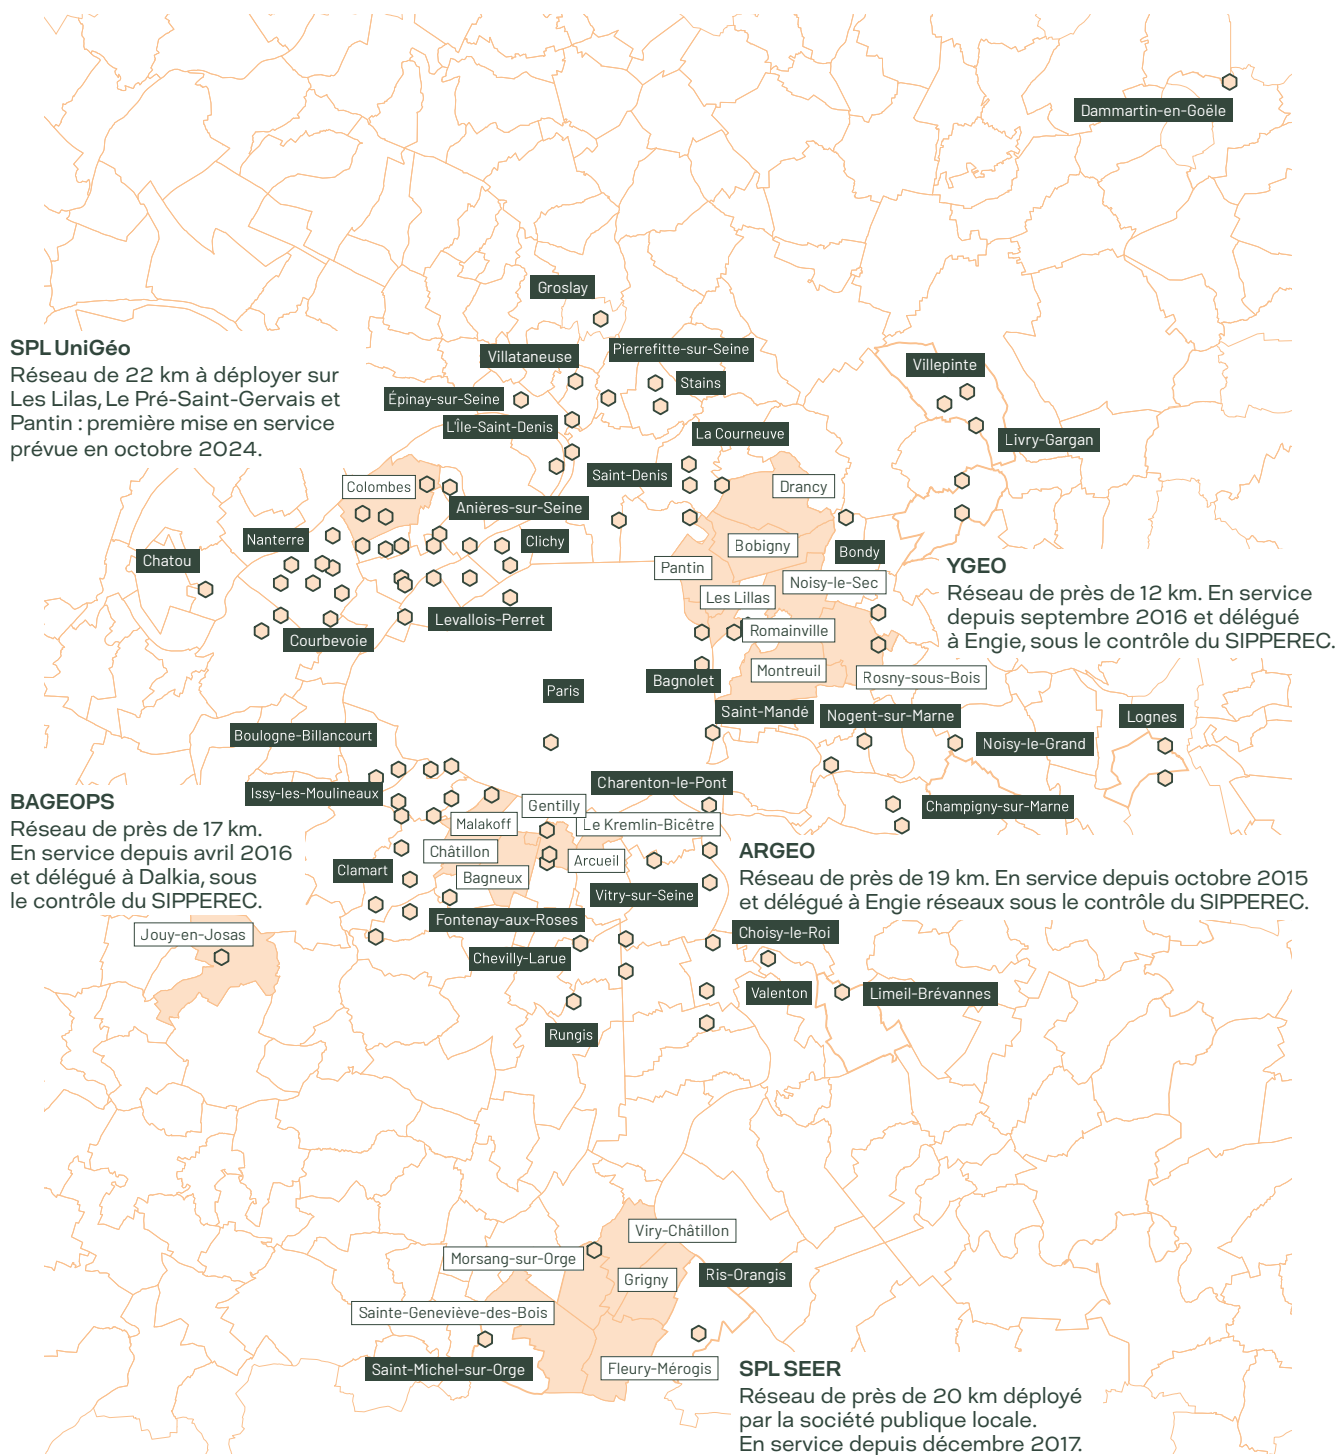 Dammartin-en-Goële
Groslay
SPL UniGéo
Réseau de 22 km à déployer sur
Les Lilas, Le Pré-Saint-Gervais et
Pantin : première mise en service
prévue en octobre 2024.
Villataneuse
Pierrefitte-sur-Seine
Stains
Villepinte
Épinay-sur-Seine
L'Île-Saint-Denis
La Courneuve
Livry-Gargan
Saint-Denis
Colombes
Drancy
Anières-sur-Seine
Nanterre
Clichy
Bobigny
Bondy
Chatou
Pantin
Noisy-le-Sec
Les Lillas
YGEO
Réseau de près de 12 km. En service
depuis septembre 2016 et délégué
à Engie, sous le contrôle du SIPPEREC.
Levallois-Perret
Courbevoie
Romainville
Montreuil
Bagnolet
Rosny-sous-Bois
Paris
Saint-Mandé
Nogent-sur-Marne
Lognes
Boulogne-Billancourt
Noisy-le-Grand
Charenton-le-Pont
Issy-les-Moulineaux
Gentilly
Champigny-sur-Marne
BAGEOPS
Réseau de près de 17 km.
En service depuis avril 2016
et délégué à Dalkia, sous
le contrôle du SIPPEREC.
Malakoff
Le Kremlin-Bicêtre
Châtillon
Arcueil
Clamart
Bagneux
Vitry-sur-Seine
ARGEO
Réseau de près de 19 km. En service depuis octobre 2015
et délégué à Engie réseaux sous le contrôle du SIPPEREC.
Fontenay-aux-Roses
Jouy-en-Josas
Choisy-le-Roi
Chevilly-Larue
Valenton
Limeil-Brévannes
Rungis
Viry-Châtillon
Morsang-sur-Orge
Grigny
Ris-Orangis
Sainte-Geneviève-des-Bois
Saint-Michel-sur-Orge
Fleury-Mérogis
SPL SEER
Réseau de près de 20 km déployé
par la société publique locale.
En service depuis décembre 2017.